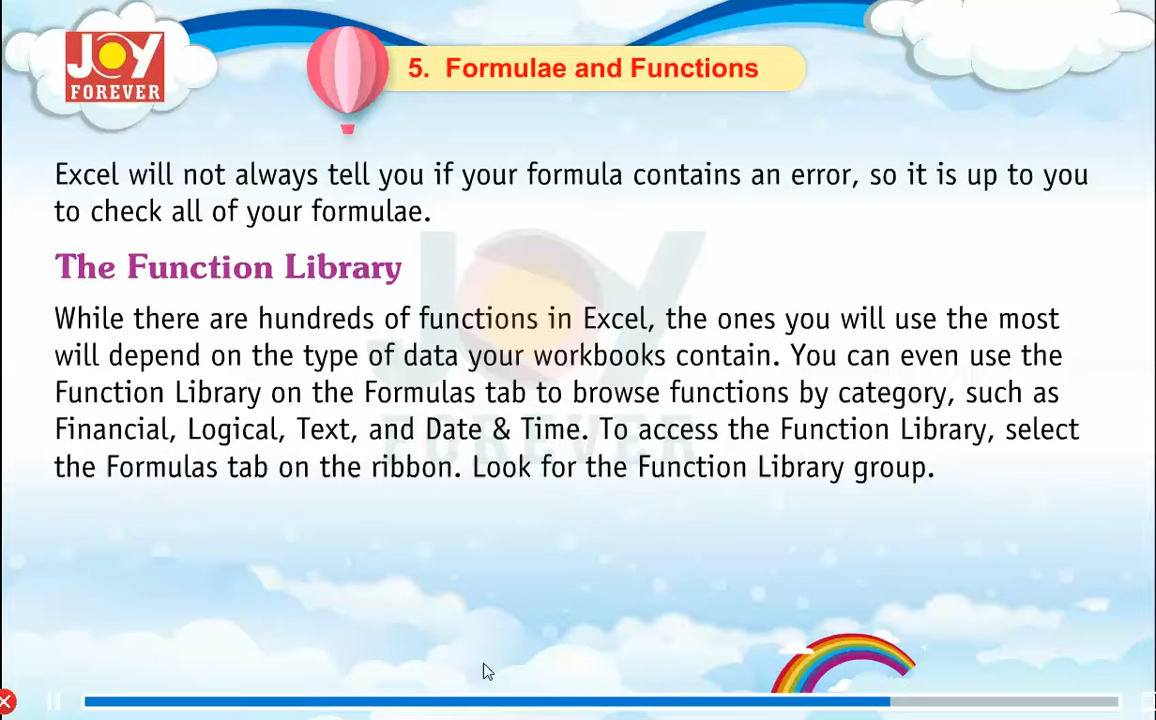 JOY
FOREVER
5. Formulae and Functions
Excel will not always tell you if your formula contains an error, so it is up to you
to check all of your formulae.
The Function Library
While there are hundreds of functions in Excel, the ones you will use the most
will depend on the type of data your workbooks contain. You can even use the
Function Library on the Formulas tab to browse functions by category, such as
Financial, Logical, Text, and Date & Time. To access the Function Library, select
the Formulas tab on the ribbon. Look for the Function Library group.
JOY
FOREVER